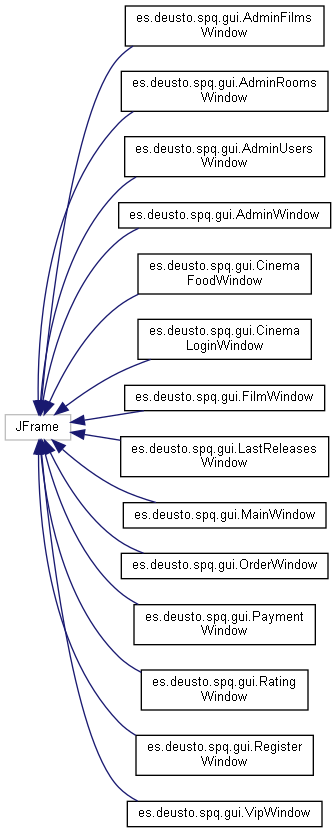 es.deusto.spq.gui.AdminFilms
Window
es.deusto.spq.gui.AdminRooms
Window
es.deusto.spq.gui.AdminUsers
Window
es.deusto.spq.gui.AdminWindow
es.deusto.spq.gui.Cinema
FoodWindow
es.deusto.spq.gui.Cinema
LoginWindow
es.deusto.spq.gui.FilmWindow
JFrame
es.deusto.spq.gui.LastReleases
Window
es.deusto.spq.gui.MainWindow
es.deusto.spq.gui.OrderWindow
es.deusto.spq.gui.Payment
Window
es.deusto.spq.gui.Rating
Window
es.deusto.spq.gui.Register
Window
es.deusto.spq.gui.VipWindow